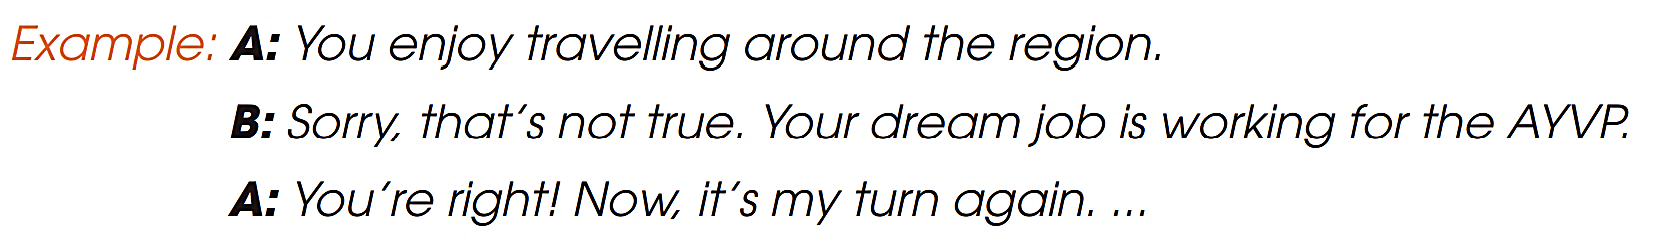 Example: A: You enjoy travelling around the region.
B: Sorry, that’s not true. Your dream job is working for the AYVP.
A: You’re right! Now, it’s my turn again. ...